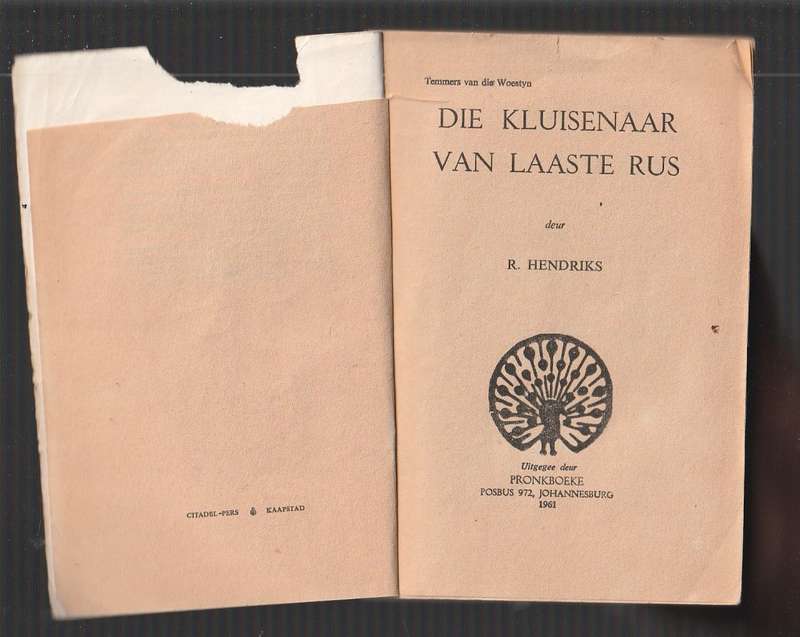 CITADEL-PERS KAAPSTAD
Temmers van die Woestyn
DIE KLUISENAAR
VAN LAASTE RUS
deur
R. HENDRIKS
Uitgegee deur
PRONKBOEKE
POSBUS 972, JOHANNESBURG
1961